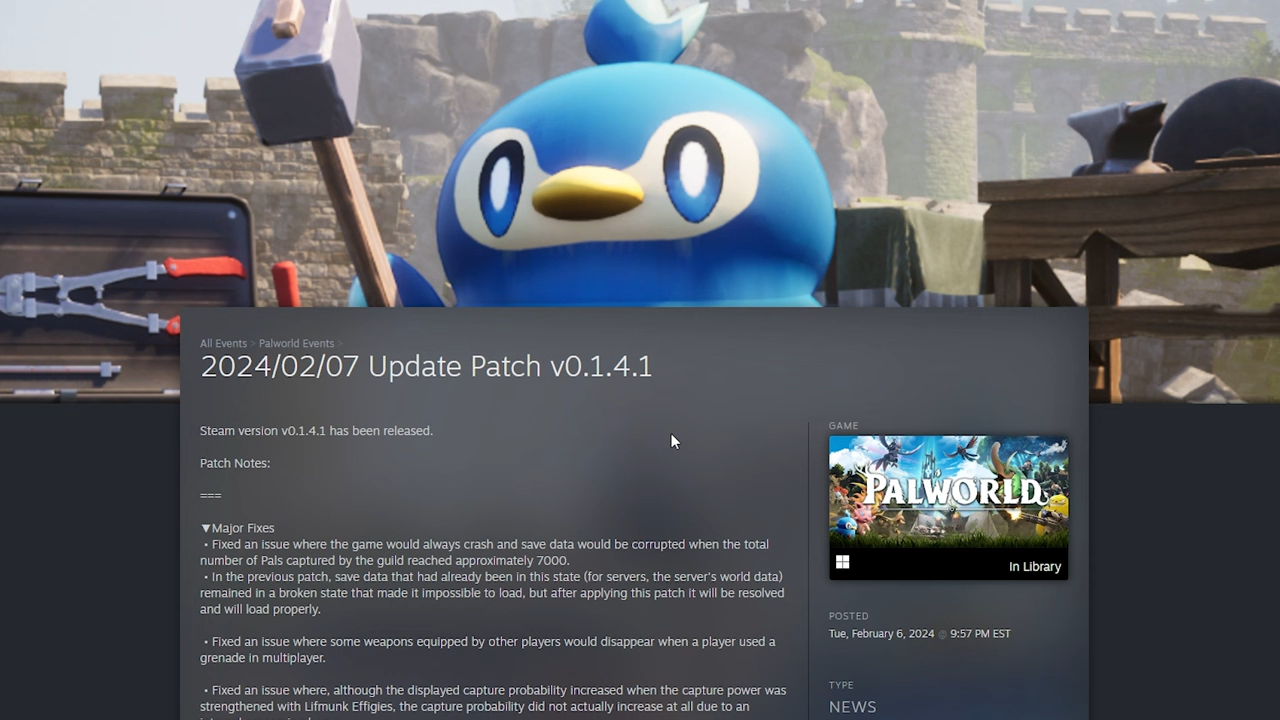 All Events > Palworld Events >
2024/02/07 Update Patch v0.1.4.1
Steam version v0.1.4.1 has been released.
Patch Notes:
===
▼Major Fixes
・Fixed an issue where the game would always crash and save data would be corrupted when the total
number of Pals captured by the guild reached approximately 7000.
・In the previous patch, save data that had already been in this state (for servers, the server's world data)
remained in a broken state that made it impossible to load, but after applying this patch it will be resolved
and will load properly.
・Fixed an issue where some weapons equipped by other players would disappear when a player used a
grenade in multiplayer.
・Fixed an issue where, although the displayed capture probability increased when the capture power was
strengthened with Lifmunk Effigies, the capture probability did not actually increase at all due to an
GAME
PALWORLD
In Library
POSTED
Tue, February 6, 2024 @ 9:57 PM EST
TYPE
NEWS